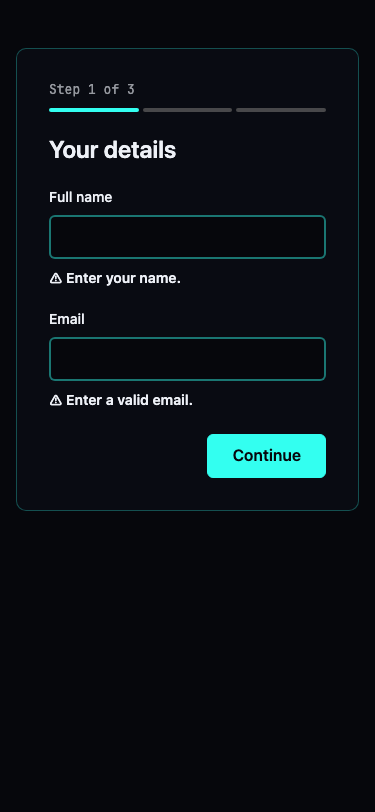 Step 1 of 3
Your details
Full name
⚠ Enter your name.
Email
⚠ Enter a valid email.
Continue